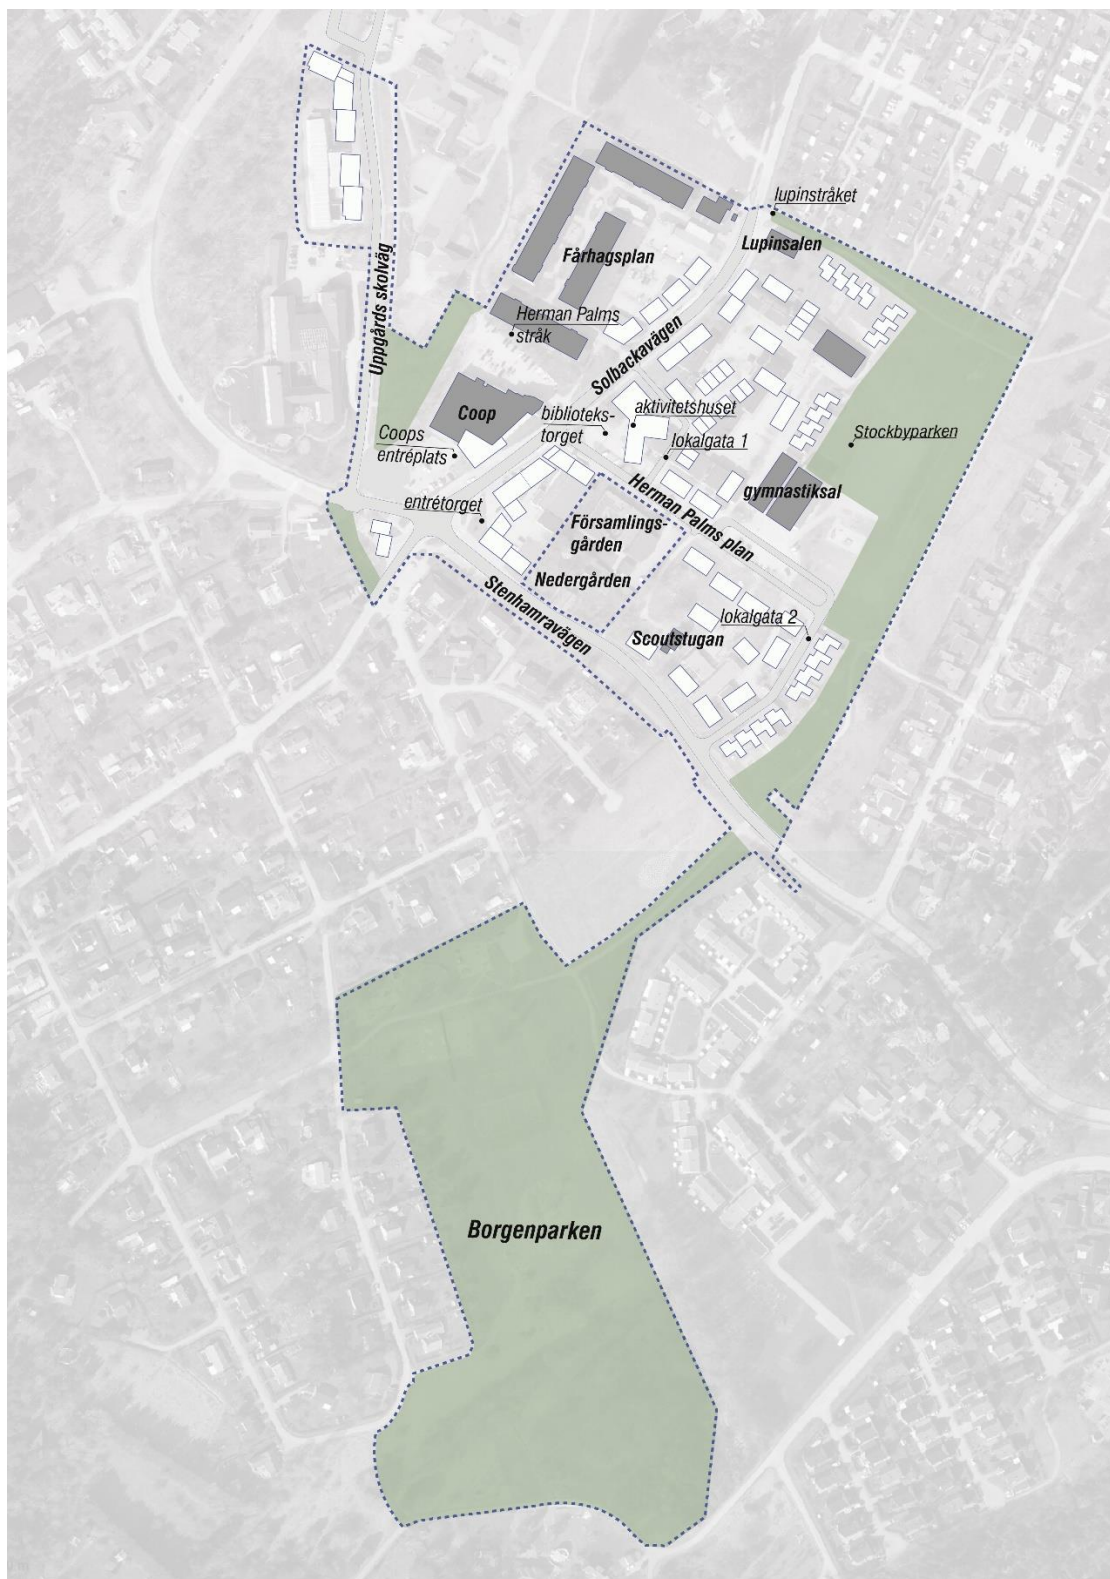 lupinstråket
Lupinsalen
Fårhagsplan
Uppgårds skolväg
Herman Palms
stråk
Solbackavägen
Coop
biblioteks-
torget
aktivitetshuset
Coops
entréplats
lokalgata 1
Stockbyparken
gymnastiksal
entrétorget
Herman Palms plan
Församlings-
gården
Nedergården
Stenhamravägen
Scoutstugan
lokalgata 2
Borgenparken